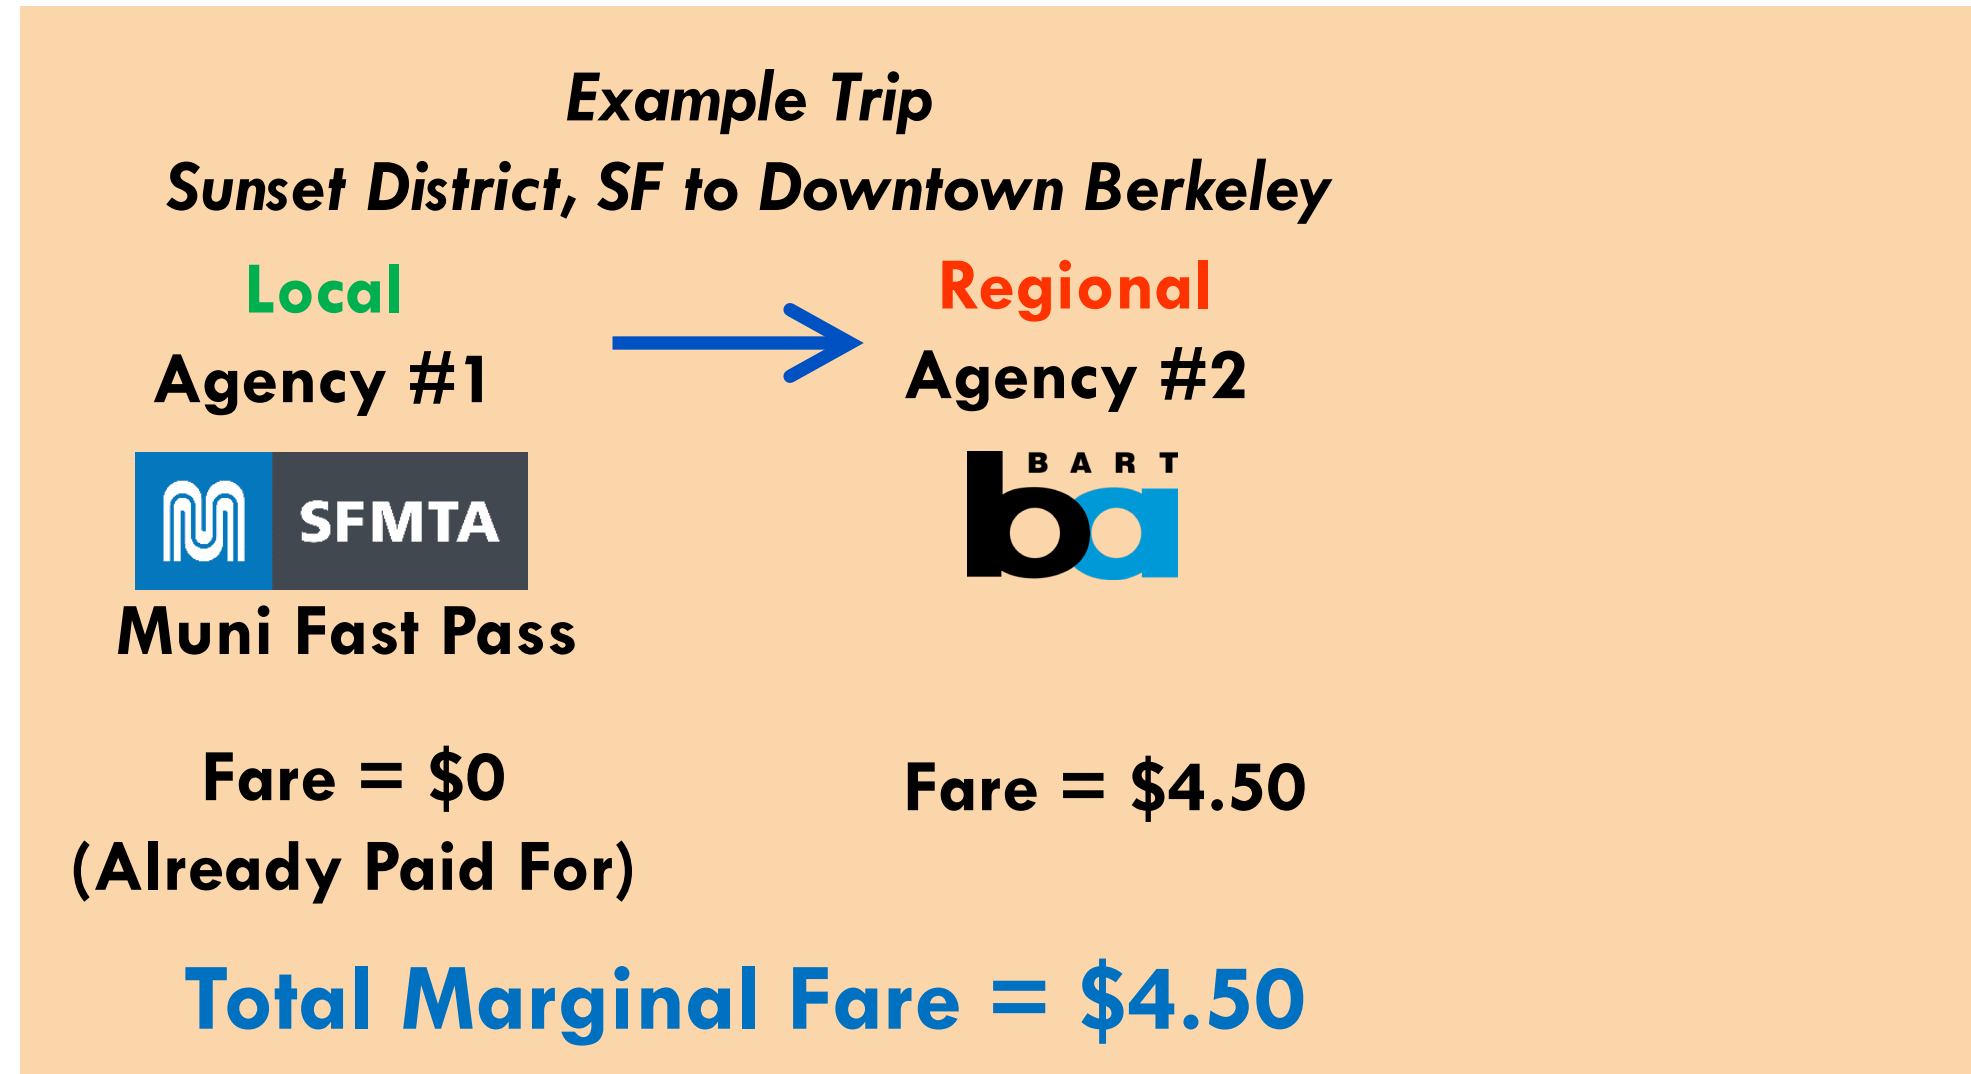 Example Trip
Sunset District, SF to Downtown Berkeley
Local
Agency #1
Regional
Agency #2
SFMTA
BART
ba
Muni Fast Pass
Fare = $0
(Already Paid For)
Fare = $4.50
Total Marginal Fare = $4.50